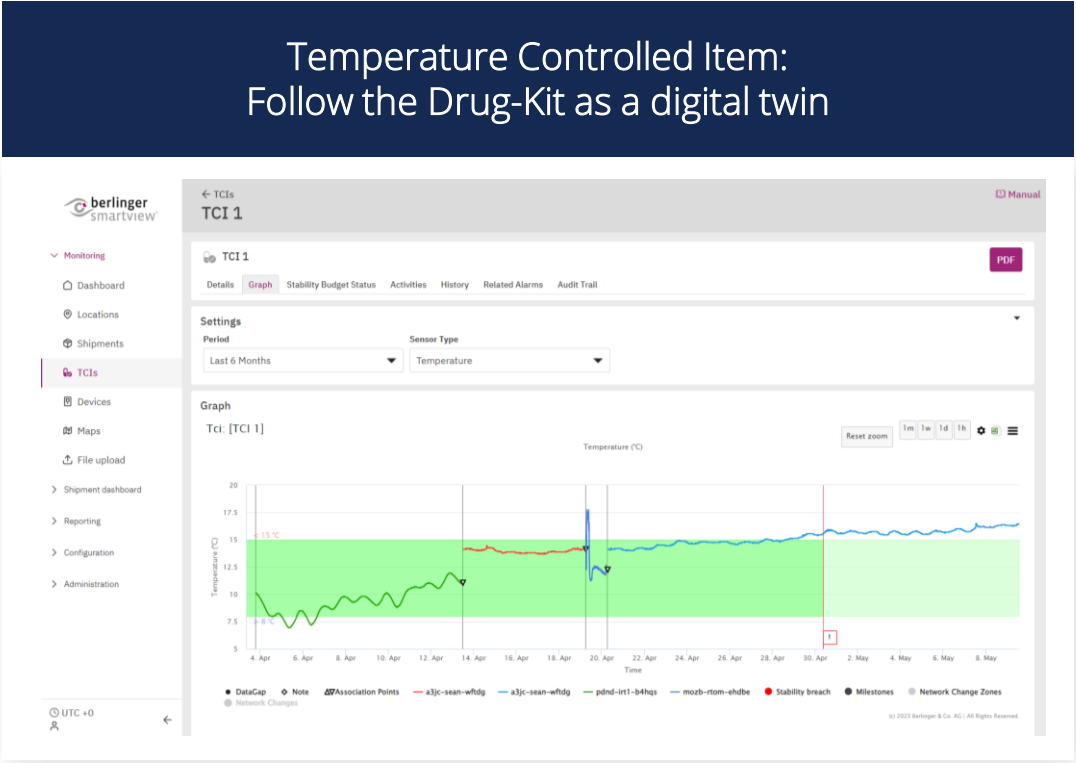 Temperature Controlled Item:
Follow the Drug-Kit as a digital twin
berlinger
smartview
Monitoring
Dashboard
Locations
Shipments
TCIs
Devices
Maps
File upload
Shipment dashboard
Reporting
Configuration
Administration
UTC +0
← TCIs
TCI 1
Manual
TCI 1
PDF
Details Graph Stability Budget Status Activities History Related Alarms Audit Trail
Settings
Period Sensor Type
Last 6 Months Temperature
Graph
Tci: [TCI 1]
Reset zoom 1m 1w 1d 1h
Temperature (°C)
Temperature (°C)
20
17.5
15
12.5
10
7.5
5
< 15 °C
> 8 °C
!
4. Apr 6. Apr 8. Apr 10. Apr 12. Apr 14. Apr 16. Apr 18. Apr 20. Apr 22. Apr 24. Apr 26. Apr 28. Apr 30. Apr 2. May 4. May 6. May 8. May
Time
DataGap Note Association Points a3jc-sean-wftdg a3jc-sean-wftdg pdnd-irt1-b4hqs mozb-rtom-ehdbe Stability breach Milestones Network Change Zones
Network Changes
(c) 2023 Berlinger & Co. AG | All Rights Reserved.